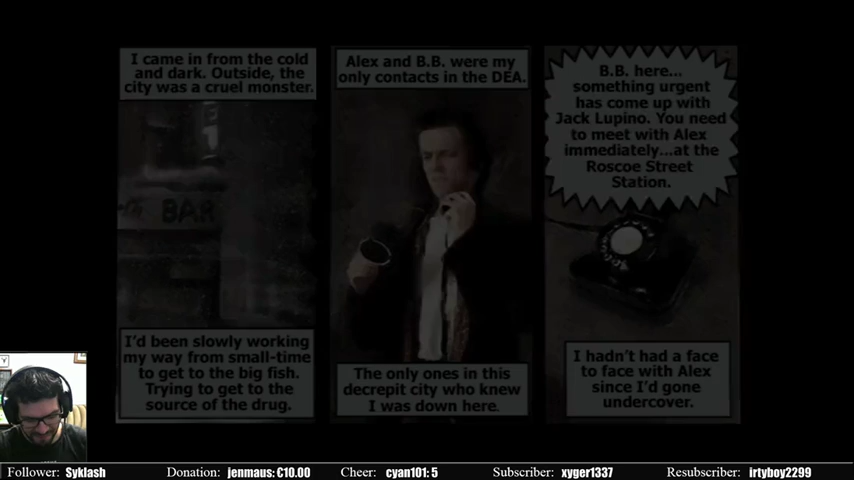 I came in from the cold
and dark. Outside, the
city was a cruel monster.
BAR
I'd been slowly working
my way from small-time
to get to the big fish.
Trying to get to the
source of the drug.
Alex and B.B. were my
only contacts in the DEA.
The only ones in this
decrepit city who knew
I was down here.
B.B. here...
something urgent
has come up with
Jack Lupino. You need
to meet with Alex
immediately...at the
Roscoe Street
Station.
I hadn't had a face
to face with Alex
since I'd gone
undercover.
Follower: Syklash
Donation: jenmaus: €10.00
Cheer: cyan101: 5
Subscriber: xyger1337
Resubscriber: irtyboy2299